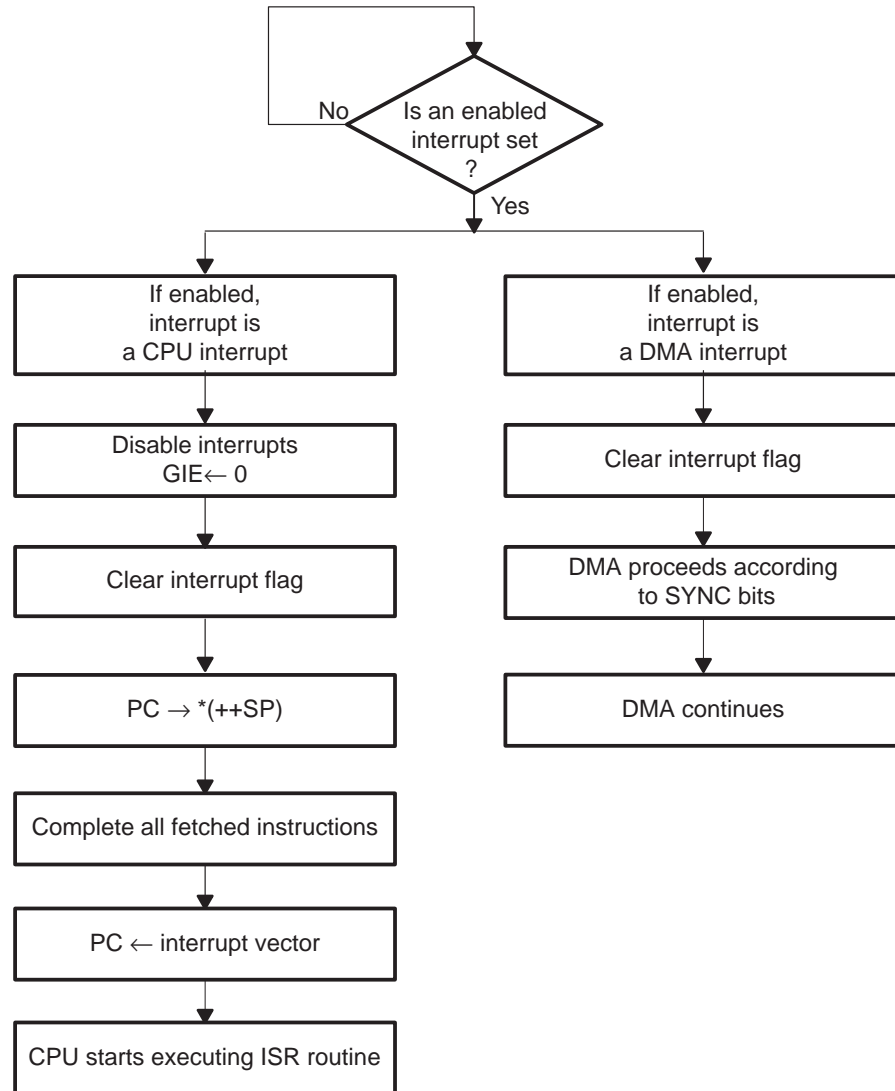 No
Is an enabled
interrupt set
?
Yes
If enabled,
interrupt is
a CPU interrupt
Disable interrupts
GIE← 0
Clear interrupt flag
PC → *(++SP)
Complete all fetched instructions
PC ← interrupt vector
CPU starts executing ISR routine
If enabled,
interrupt is
a DMA interrupt
Clear interrupt flag
DMA proceeds according
to SYNC bits
DMA continues